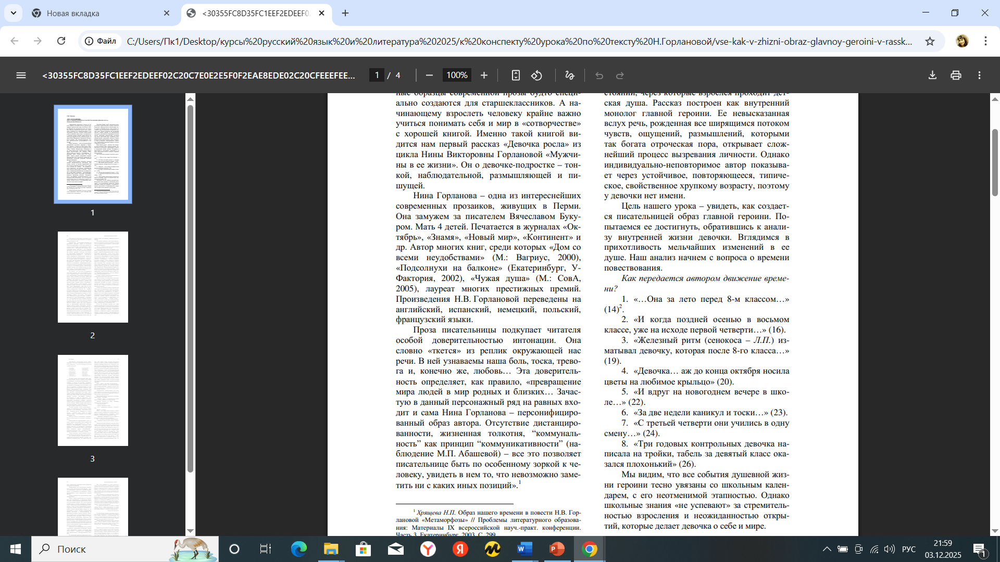 Новая вкладка
<30355FC8D35FC1EEF2EDEEF0
Файл
C:/Users/Пк1/Desktop/курсы%20русский%20язык%20и%20литература%202025/к%20конспекту%20урока%20по%20тексту%20Н.Горлановой/vse-kak-v-zhizni-obraz-glavnoy-geroini-v-rassk...
<30355FC8D35FC1EEF2EDEEF02C20C7E0E2E5F0F2EAE8EDE02C20CFEEEFEE...
1 / 4
100%
1
2
3
ные образцы современной прозы будто специ-
ально создаются для старшеклассников. А на-
чинающему взрослеть человеку крайне важно
учиться понимать себя и мир в «сотворчестве»
с хорошей книгой. Именно такой книгой ви-
дится нам первый рассказ «Девочка росла» из
цикла Нины Викторовны Горлановой «Мужчи-
ны в ее жизни». Он о девочке-подростке – тон-
кой, наблюдательной, размышляющей и пи-
шущей.
Нина Горланова – одна из интереснейших
современных прозаиков, живущих в Перми.
Она замужем за писателем Вячеславом Буку-
ром. Мать 4 детей. Печатается в журналах «Ок-
тябрь», «Знамя», «Новый мир», «Континент» и
др. Автор многих книг, среди которых «Дом со
всеми неудобствами» (М.: Вагриус, 2000),
«Подсолнухи на балконе» (Екатеринбург, У-
Фактория, 2002), «Чужая душа» (М.: СовА,
2005), лауреат многих престижных премий.
Произведения Н.В. Горлановой переведены на
английский, испанский, немецкий, польский,
французский языки.
Проза писательницы подкупает читателя
особой доверительностью интонации. Она
словно «ткется» из реплик окружающей нас
речи. В ней узнаваемы наша боль, тоска, трево-
га и, конечно же, любовь… Эта доверитель-
ность определяет, как правило, «превращение
мира людей в мир родных и близких… Зачас-
тую в данный персонажный ряд на равных вхо-
дит и сама Нина Горланова – персонифициро-
ванный образ автора. Отсутствие дистанциро-
ванности, жизненная толкотня, “коммуналь-
ность” как принцип “коммуникативности” (на-
блюдение М.П. Абашевой) – все это позволяет
писательнице быть по особенному зоркой к че-
ловеку, увидеть в нем то, что невозможно заме-
тить ни с каких иных позиций».1
1 Хрящева Н.П. Образ нашего времени в повести Н.В. Гор-
лановой «Метаморфозы» // Проблемы литературного образова-
ния: Материалы IX всероссийской науч.-практ. конференции.
Часть 3. Екатеринбург, 2003. С. 299.
стояний, через которые взрослея проходит дет-
ская душа. Рассказ построен как внутренний
монолог главной героини. Ее невысказанная
вслух речь, рожденная все ширящимся потоком
чувств, ощущений, размышлений, которыми
так богата отроческая пора, открывает слож-
нейший процесс вызревания личности. Однако
индивидуально-неповторимое автор показыва-
ет через устойчивое, повторяющееся, типиче-
ское, свойственное хрупкому возрасту, поэтому
у девочки нет имени.
Цель нашего урока – увидеть, как создает-
ся писательницей образ главной героини. По-
пытаемся ее достигнуть, обратившись к анали-
зу внутренней жизни девочки. Вглядимся в
прихотливость мельчайших изменений в ее
душе. Наш анализ начнем с вопроса о времени
повествования.
Как передается автором движение време-
ни?
1. «…Она за лето перед 8-м классом…»
(14)2.
2. «И когда поздней осенью в восьмом
классе, уже на исходе первой четверти…» (16).
3. «Железный ритм (сенокоса – Л.П.) из-
матывал девочку, которая после 8-го класса…»
(19).
4. «Девочка… аж до конца октября носила
цветы на любимое крыльцо» (20).
5. «И вдруг на новогоднем вечере в шко-
ле…» (22).
6. «За две недели каникул и тоски…» (23).
7. «С третьей четверти они учились в одну
смену…» (24).
8. «Три годовых контрольных девочка на-
писала на тройки, табель за девятый класс ока-
зался плохонький» (26).
Мы видим, что все события душевной жиз-
ни героини тесно увязаны со школьным кален-
дарем, с его неотменимой этапностью. Однако
школьные знания «не успевают» за стремитель-
ностью взросления и неожиданностью откры-
тий, которые делает девочка о себе и мире.
Поиск
РУС
21:59
03.12.2025
1